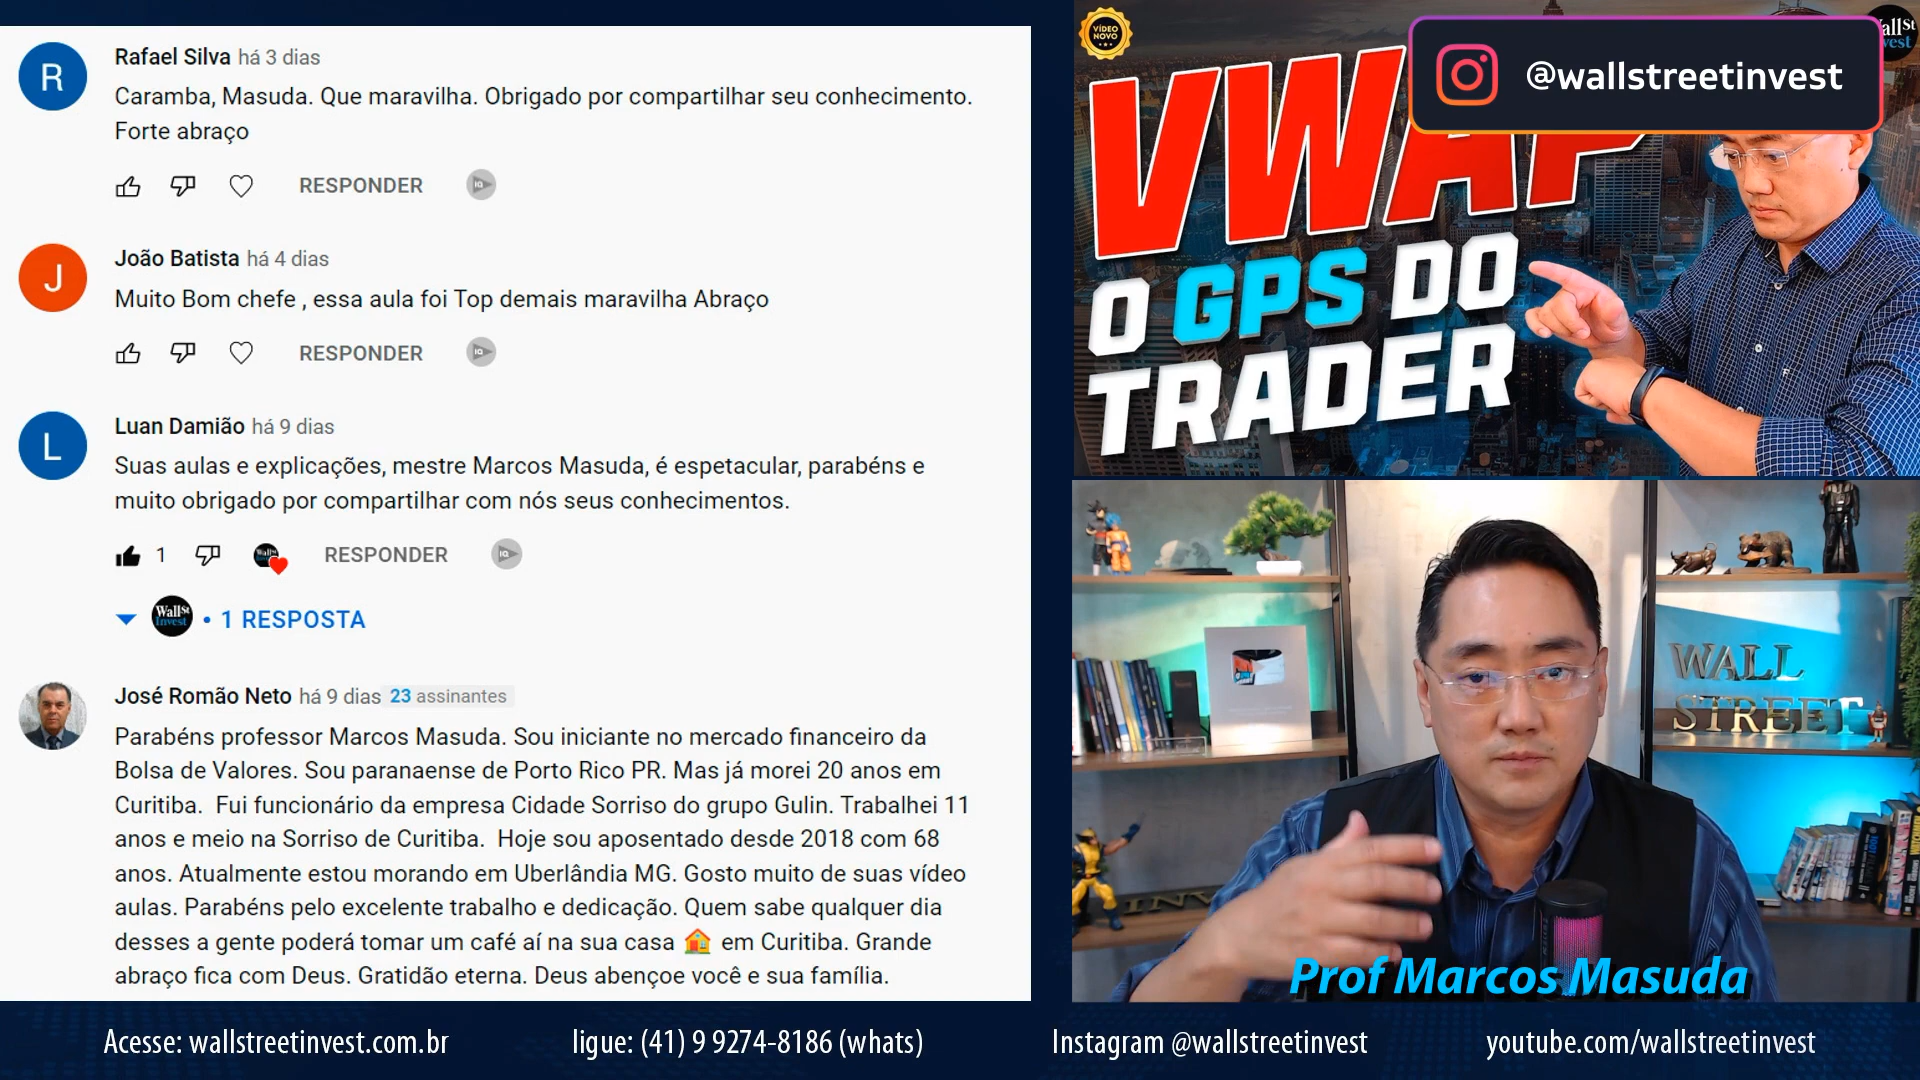 Rafael Silva há 3 dias
Caramba, Masuda. Que maravilha. Obrigado por compartilhar seu conhecimento.
Forte abraço
RESPONDER
João Batista há 4 dias
Muito Bom chefe , essa aula foi Top demais maravilha Abraço
RESPONDER
Luan Damião há 9 dias
Suas aulas e explicações, mestre Marcos Masuda, é espetacular, parabéns e
muito obrigado por compartilhar com nós seus conhecimentos.
1 RESPONDER
WallSt
Invest
• 1 RESPOSTA
José Romão Neto há 9 dias 23 assinantes
Parabéns professor Marcos Masuda. Sou iniciante no mercado financeiro da
Bolsa de Valores. Sou paranaense de Porto Rico PR. Mas já morei 20 anos em
Curitiba.  Fui funcionário da empresa Cidade Sorriso do grupo Gulin. Trabalhei 11
anos e meio na Sorriso de Curitiba.  Hoje sou aposentado desde 2018 com 68
anos. Atualmente estou morando em Uberlândia MG. Gosto muito de suas vídeo
aulas. Parabéns pelo excelente trabalho e dedicação. Quem sabe qualquer dia
desses a gente poderá tomar um café aí na sua casa 🏠 em Curitiba. Grande
abraço fica com Deus. Gratidão eterna. Deus abençoe você e sua família.
VÍDEO
NOVO
@wallstreetinvest
VWAP
O GPS DO
TRADER
WALL
STREET
INV
Prof Marcos Masuda
Acesse: wallstreetinvest.com.br
ligue: (41) 9 9274-8186 (whats)
Instagram @wallstreetinvest
youtube.com/wallstreetinvest